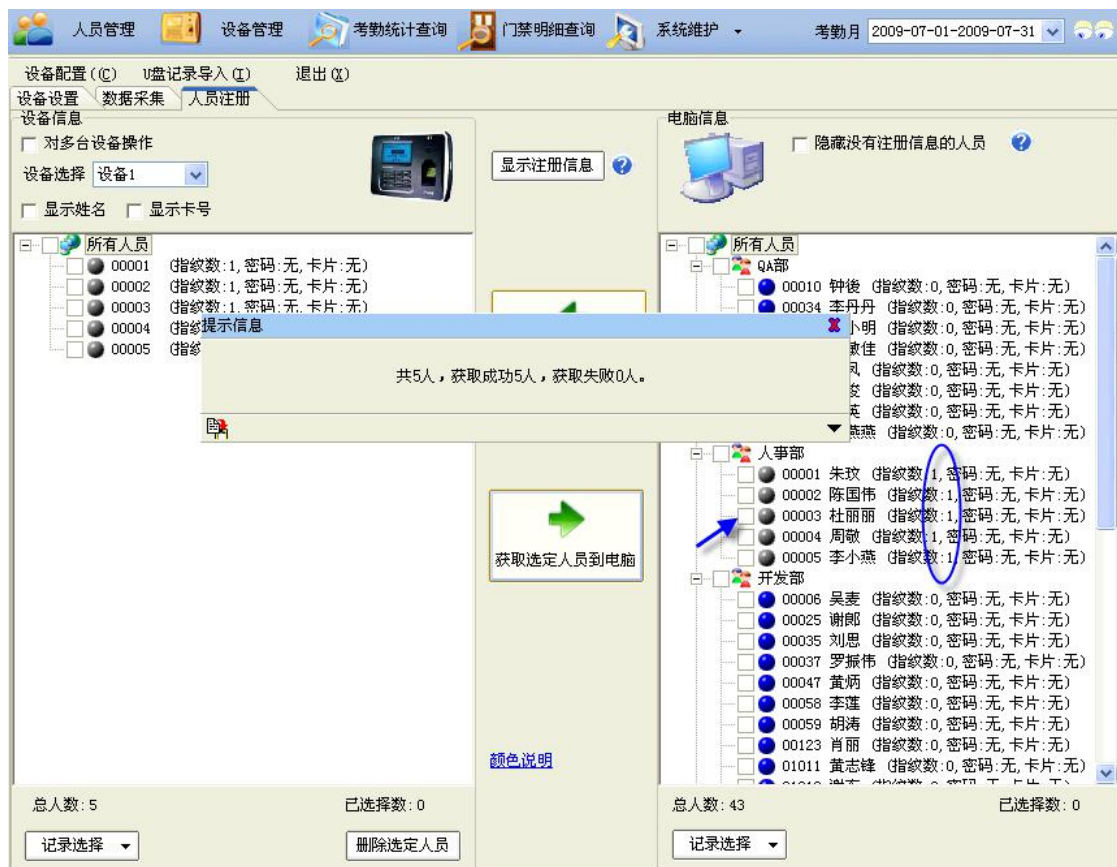 人员管理 设备管理 考勤统计查询 门禁明细查询 系统维护 考勤月 2009-07-01-2009-07-31
设备配置(C) U盘记录导入(I) 退出(X)
设备设置 数据采集 人员注册
设备信息
对多台设备操作
设备选择 设备1
显示姓名 显示卡号
所有人员
00001 (指纹数:1,密码:无,卡片:无)
00002 (指纹数:1,密码:无,卡片:无)
00003 (指纹数:1,密码:无,卡片:无)
00004 (指纹
00005 (指纹
总人数:5 已选择数:0
记录选择 删除选定人员
显示注册信息
提示信息
共5人，获取成功5人，获取失败0人。
获取选定人员到电脑
颜色说明
电脑信息
隐藏没有注册信息的人员
所有人员
QA部
00010 钟後 (指纹数:0,密码:无,卡片:无)
00034 李丹丹 (指纹数:0,密码:无,卡片:无)
小明 (指纹数:0,密码:无,卡片:无)
敏佳 (指纹数:0,密码:无,卡片:无)
凤 (指纹数:0,密码:无,卡片:无)
(指纹数:0,密码:无,卡片:无)
英 (指纹数:0,密码:无,卡片:无)
燕燕 (指纹数:0,密码:无,卡片:无)
人事部
00001 朱玟 (指纹数:1,密码:无,卡片:无)
00002 陈国伟 (指纹数:1,密码:无,卡片:无)
00003 杜丽丽 (指纹数:1,密码:无,卡片:无)
00004 周敬 (指纹数:1,密码:无,卡片:无)
00005 李小燕 (指纹数:1,密码:无,卡片:无)
开发部
00006 吴麦 (指纹数:0,密码:无,卡片:无)
00025 谢郎 (指纹数:0,密码:无,卡片:无)
00035 刘思 (指纹数:0,密码:无,卡片:无)
00037 罗振伟 (指纹数:0,密码:无,卡片:无)
00047 黄炳 (指纹数:0,密码:无,卡片:无)
00058 李莲 (指纹数:0,密码:无,卡片:无)
00059 胡涛 (指纹数:0,密码:无,卡片:无)
00123 肖丽 (指纹数:0,密码:无,卡片:无)
01011 黄志锋 (指纹数:0,密码:无,卡片:无)
总人数:43 已选择数:0
记录选择